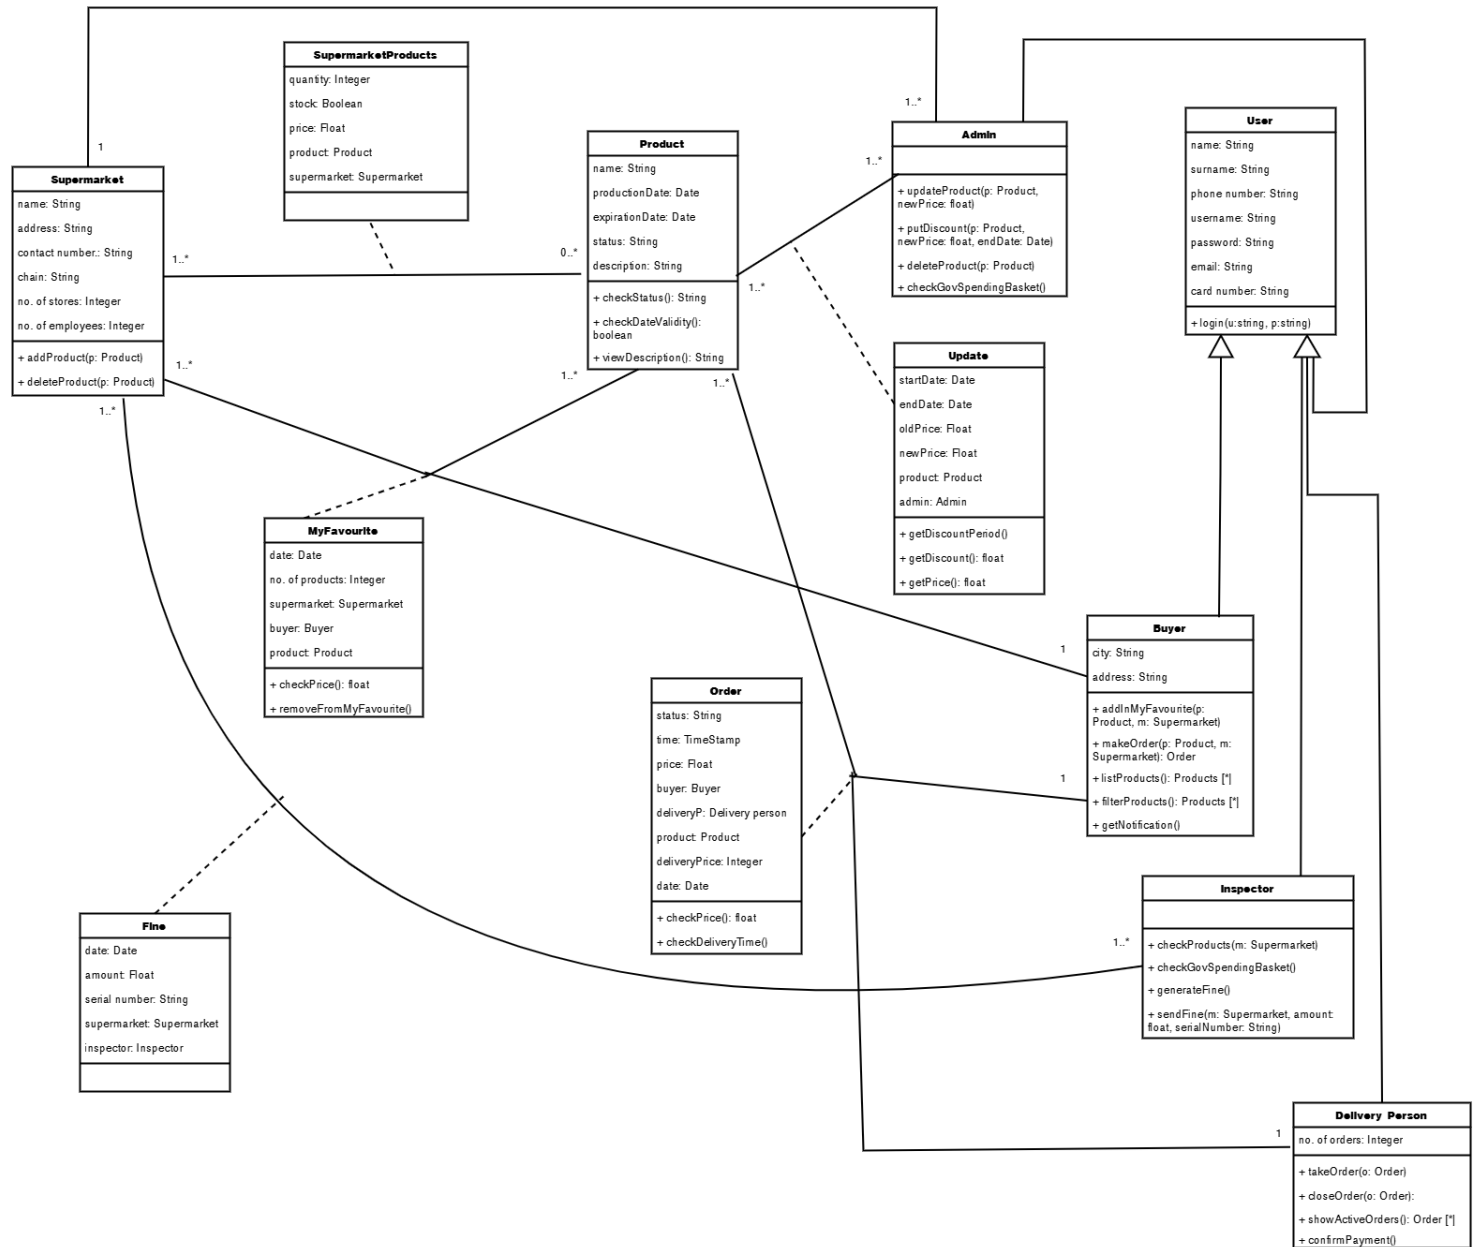 SupermarketProducts
quantity: Integer
stock: Boolean
price: Float
product: Product
supermarket: Supermarket
1
Supermarket
name: String
address: String
contact number.: String
chain: String
no. of stores: Integer
no. of employees: Integer
+ addProduct(p: Product)
+ deleteProduct(p: Product)
1..*
0..*
1..*
1..*
Product
name: String
productionDate: Date
expirationDate: Date
status: String
description: String
+ checkStatus(): String
+ checkDateValidity():
boolean
+ viewDescription(): String
1..*
1..*
1..*
1..*
1..*
Admin
+ updateProduct(p: Product,
newPrice: float)
+ putDiscount(p: Product,
newPrice: float, endDate: Date)
+ deleteProduct(p: Product)
+ checkGovSpendingBasket()
User
name: String
surname: String
phone number: String
username: String
password: String
email: String
card number: String
+ login(u:string, p:string)
Update
startDate: Date
endDate: Date
oldPrice: Float
newPrice: Float
product: Product
admin: Admin
+ getDiscountPeriod()
+ getDiscount(): float
+ getPrice(): float
MyFavourite
date: Date
no. of products: Integer
supermarket: Supermarket
buyer: Buyer
product: Product
+ checkPrice(): float
+ removeFromMyFavourite()
Order
status: String
time: TimeStamp
price: Float
buyer: Buyer
deliveryP: Delivery person
product: Product
deliveryPrice: Integer
date: Date
+ checkPrice(): float
+ checkDeliveryTime()
1
1
Buyer
city: String
address: String
+ addInMyFavourite(p:
Product, m: Supermarket)
+ makeOrder(p: Product, m:
Supermarket): Order
+ listProducts(): Products [*]
+ filterProducts(): Products [*]
+ getNotification()
Fine
date: Date
amount: Float
serial number: String
supermarket: Supermarket
inspector: Inspector
1..*
Inspector
+ checkProducts(m: Supermarket)
+ checkGovSpendingBasket()
+ generateFine()
+ sendFine(m: Supermarket, amount:
float, serialNumber: String)
1
Delivery Person
no. of orders: Integer
+ takeOrder(o: Order)
+ closeOrder(o: Order):
+ showActiveOrders(): Order [*]
+ confirmPayment()